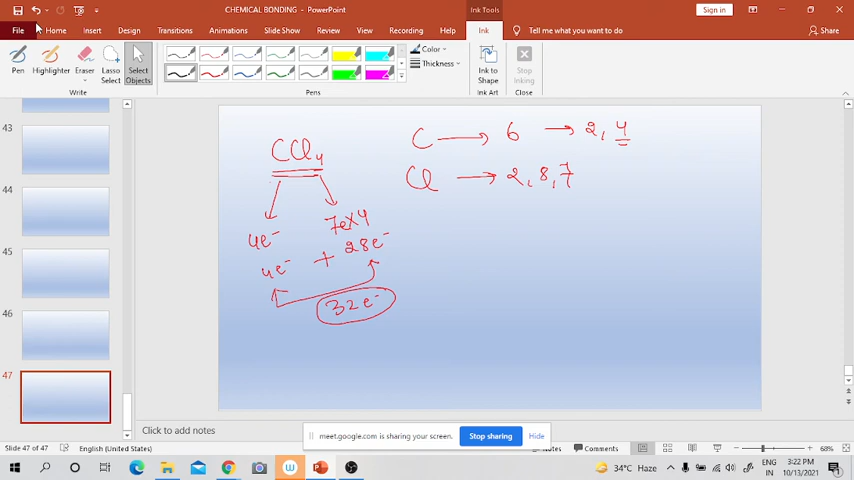 CHEMICAL BONDING - PowerPoint
Ink Tools
Sign in
File Home Insert Design Transitions Animations Slide Show Review View Recording Help Ink Tell me what you want to do Share
Pen Highlighter Eraser Lasso Select Select Objects
Color
Thickness
Ink to Shape
Stop Inking
Write Pens Ink Art Close
43
44
45
46
47
C → 6 → 2, 4
CCl4
Cl → 2, 8, 7
7e×4
4e- 28e-
4e- +
32e-
Click to add notes
meet.google.com is sharing your screen. Stop sharing Hide
Slide 47 of 47 English (United States) Notes Comments 68%
34°C Haze ENG IN 3:22 PM 10/13/2021